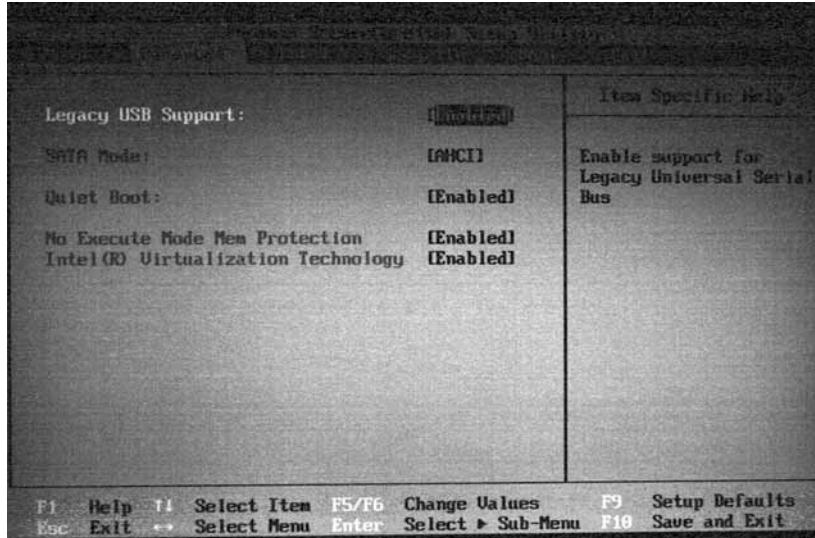 Item Specific Help
Legacy USB Support:
SATA Mode: [AHCI]
Enable support for
Legacy Universal Serial
Bus
Quiet Boot: [Enabled]
No Execute Mode Mem Protection [Enabled]
Intel(R) Virtualization Technology [Enabled]
F1 Help ↑↓ Select Item F5/F6 Change Values F9 Setup Defaults
Esc Exit ↔ Select Menu Enter Select ▶ Sub-Menu F10 Save and Exit